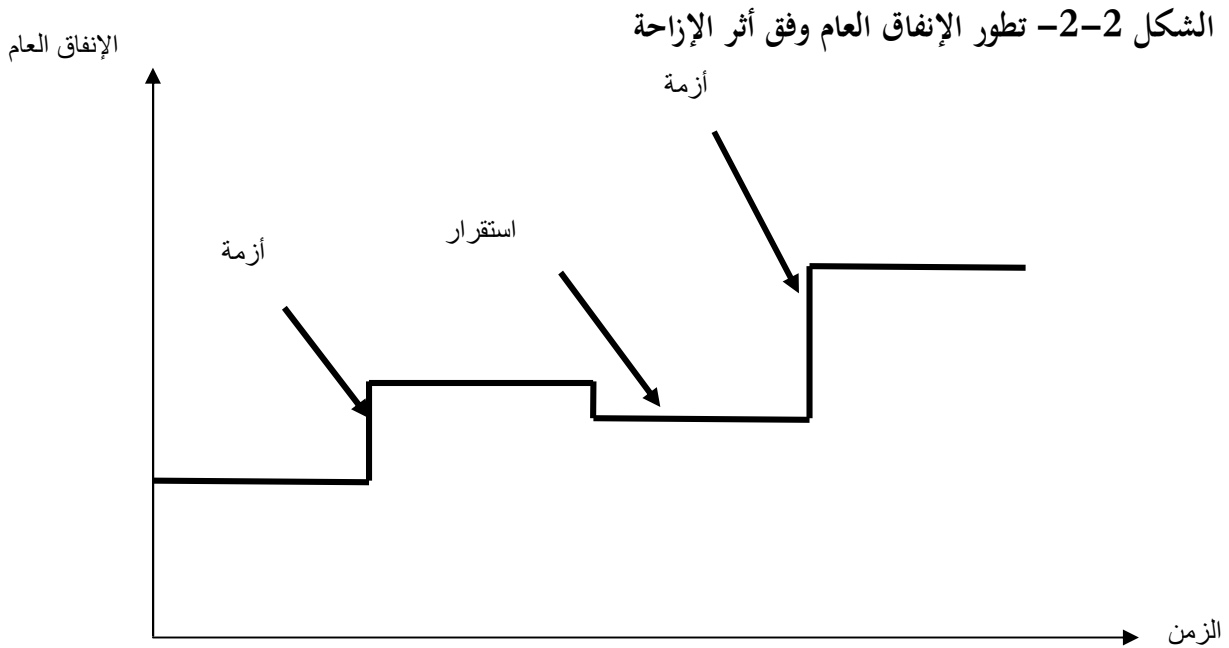 الشكل 2-2- تطور الإنفاق العام وفق أثر الإزاحة
الإنفاق العام
أزمة
استقرار
أزمة
الزمن